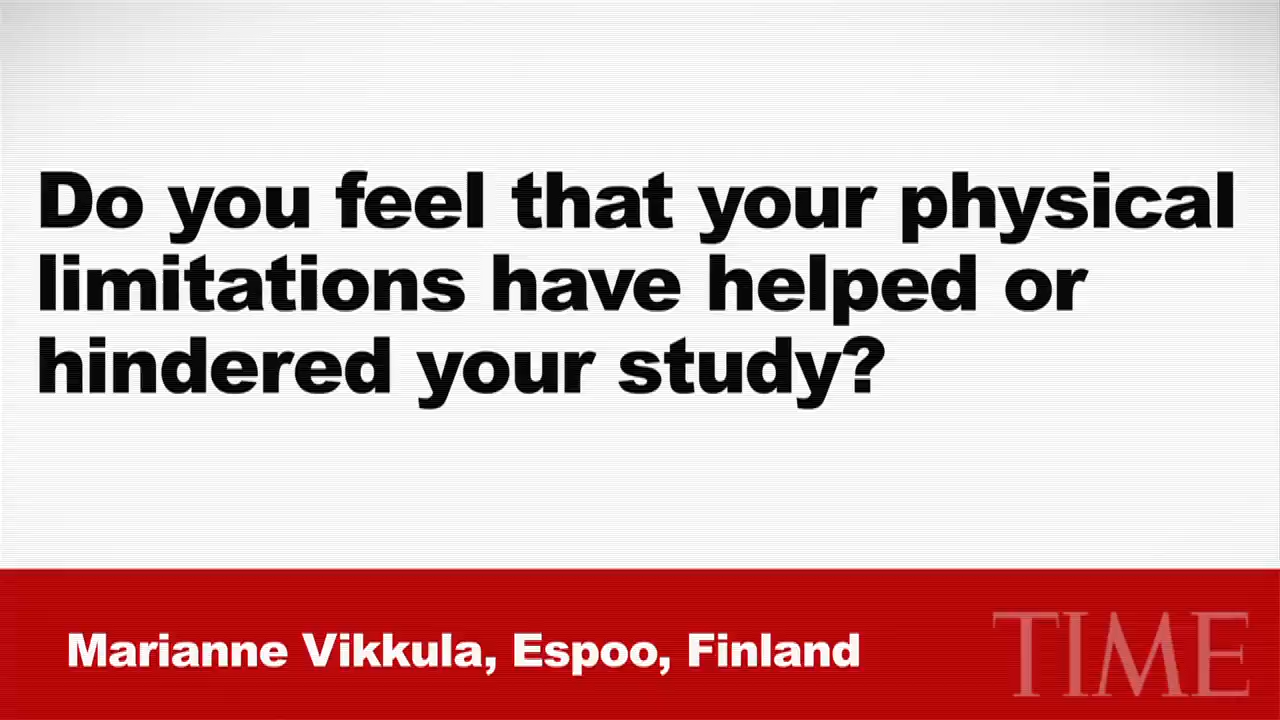 Do you feel that your physical
limitations have helped or
hindered your study?
Marianne Vikkula, Espoo, Finland
TIME